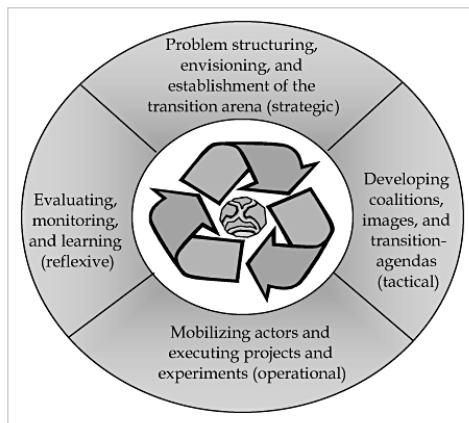 Problem structuring,
envisioning, and
establishment of the
transition arena (strategic)
Developing
coalitions,
images, and
transition-
agendas
(tactical)
Mobilizing actors and
executing projects and
experiments (operational)
Evaluating,
monitoring,
and learning
(reflexive)